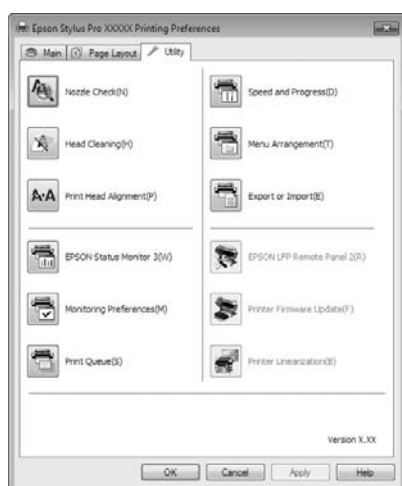 Epson Stylus Pro XXXXX Printing Preferences
Main
Page Layout
Utility
Nozzle Check(N)
Speed and Progress(D)
Head Cleaning(H)
Menu Arrangement(T)
A·A
Print Head Alignment(P)
Export or Import(E)
EPSON Status Monitor 3(W)
EPSON LFP Remote Panel 2(R)
Monitoring Preferences(M)
Printer Firmware Update(F)
Print Queue(S)
Printer Linearization(B)
Version X.XX
OK
Cancel
Apply
Help